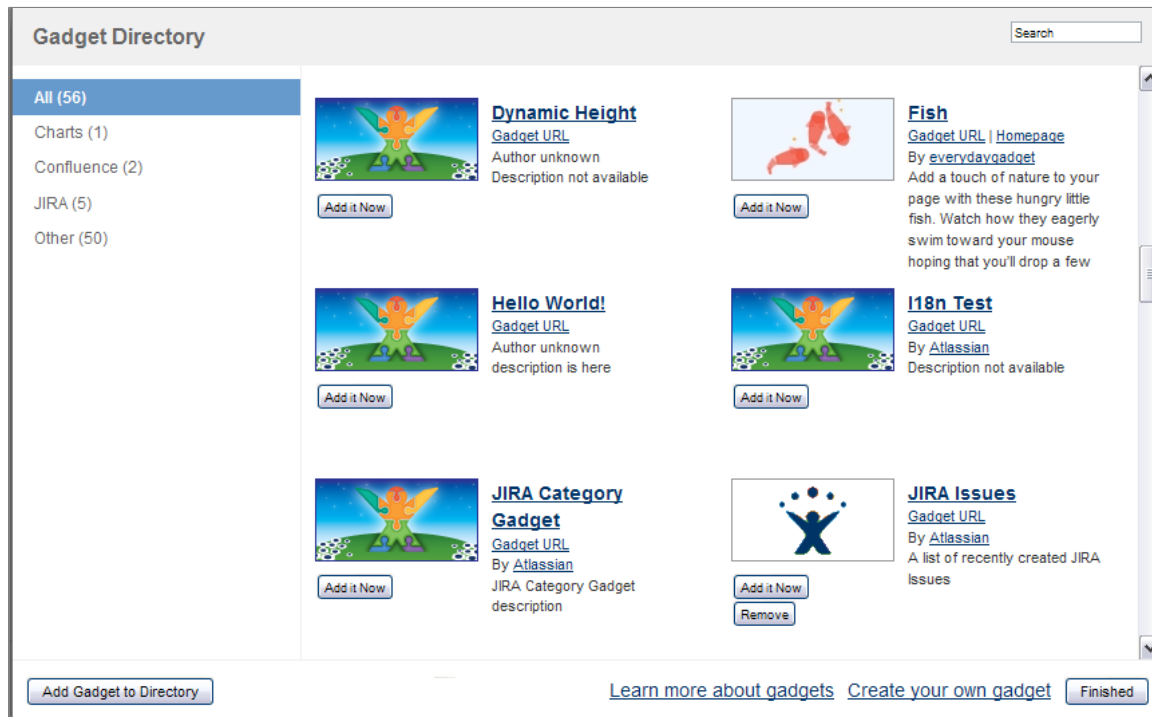 Gadget Directory
Search
All (56)
Charts (1)
Confluence (2)
JIRA (5)
Other (50)
Dynamic Height
Gadget URL
Author unknown
Description not available
Add it Now
Fish
Gadget URL | Homepage
By everydaygadget
Add a touch of nature to your
page with these hungry little
fish. Watch how they eagerly
swim toward your mouse
hoping that you'll drop a few
Add it Now
Hello World!
Gadget URL
Author unknown
description is here
Add it Now
I18n Test
Gadget URL
By Atlassian
Description not available
Add it Now
JIRA Category
Gadget
Gadget URL
By Atlassian
JIRA Category Gadget
description
Add it Now
JIRA Issues
Gadget URL
By Atlassian
A list of recently created JIRA
Issues
Add it Now
Remove
Add Gadget to Directory
Learn more about gadgets
Create your own gadget
Finished